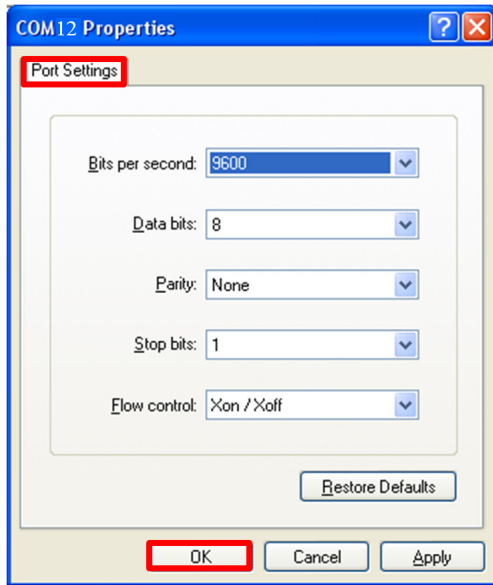 COM12 Properties
Port Settings
Bits per second: 9600
Data bits: 8
Parity: None
Stop bits: 1
Flow control: Xon / Xoff
Restore Defaults
OK Cancel Apply